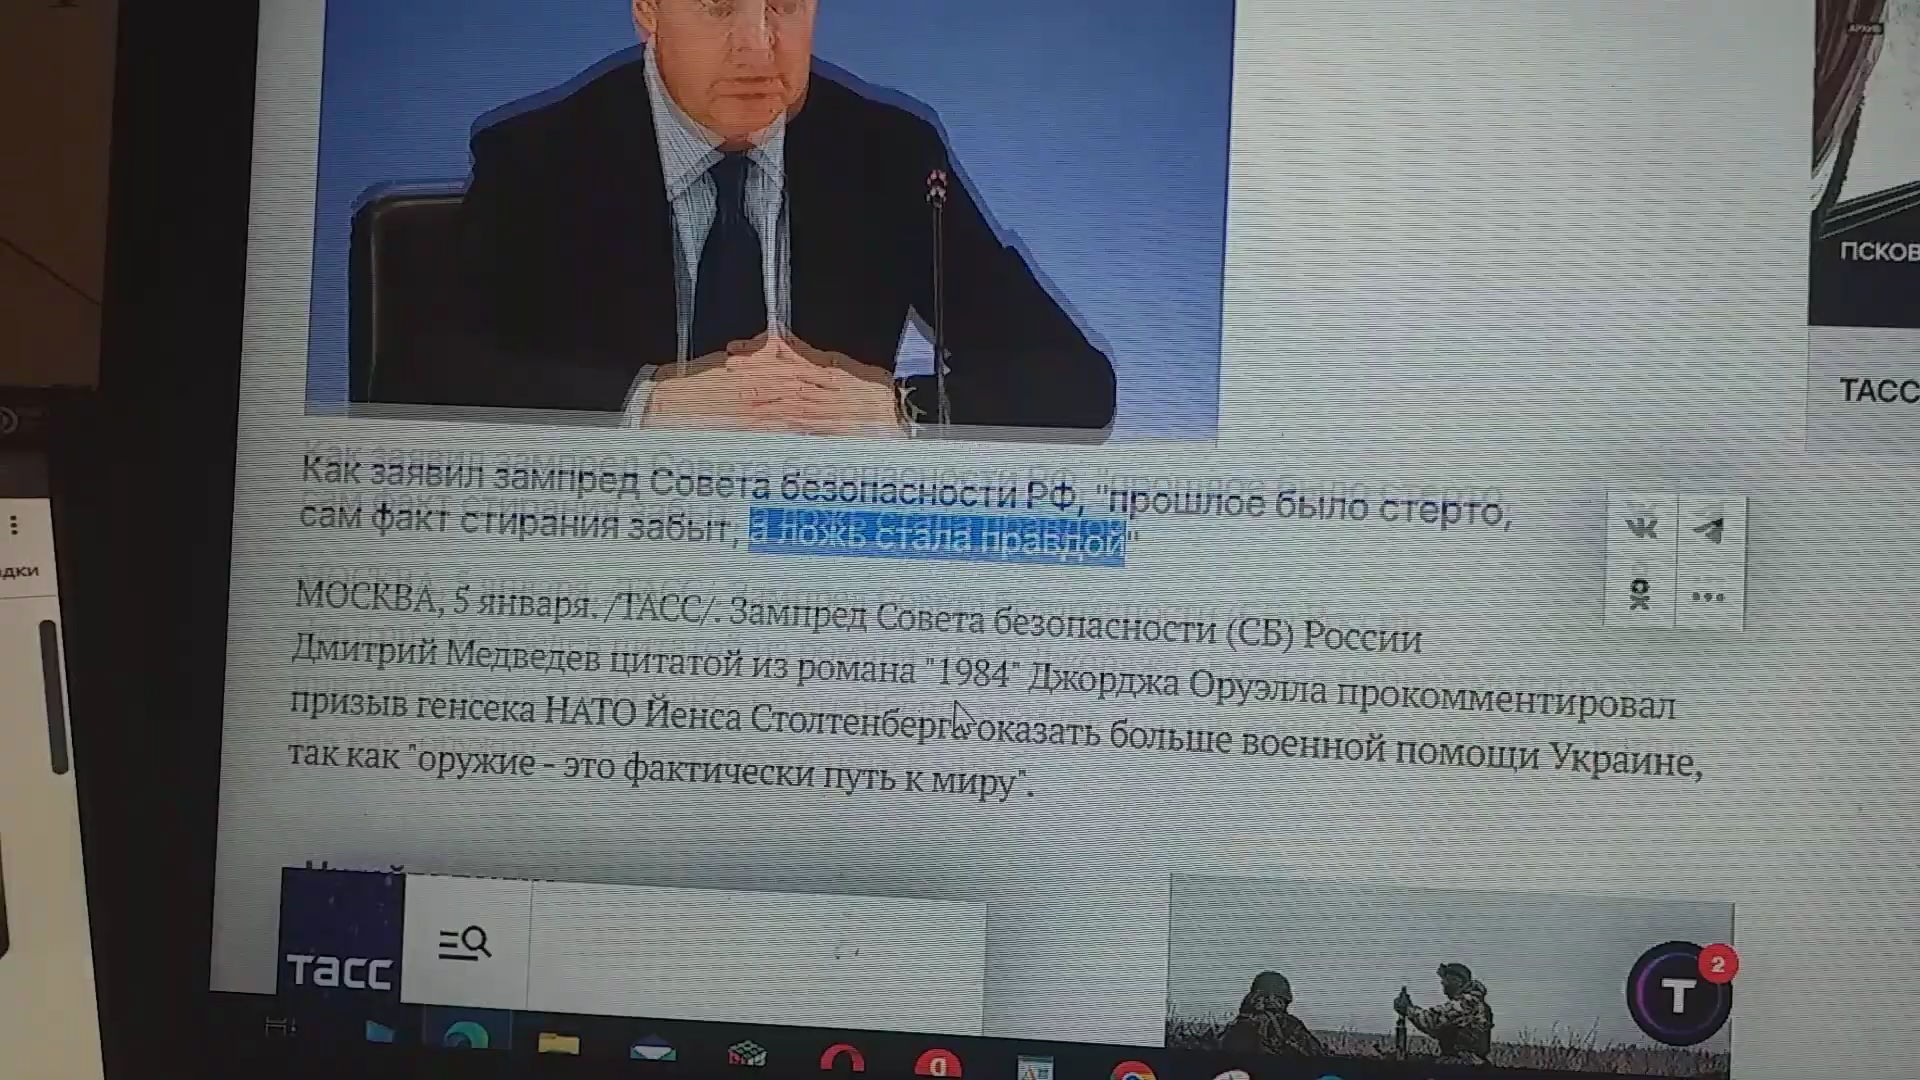 ПСКОВ
ТАСС
Как заявил зампред Совета безопасности РФ, "прошлое было стерто,
сам факт стирания забыт, а ложь стала правдой"
дки
МОСКВА, 5 января. /ТАСС/. Зампред Совета безопасности (СБ) России
Дмитрий Медведев цитатой из романа "1984" Джорджа Оруэлла прокомментировал
призыв генсека НАТО Йенса Столтенберга оказать больше военной помощи Украине,
так как "оружие - это фактически путь к миру".
тасс
T
2